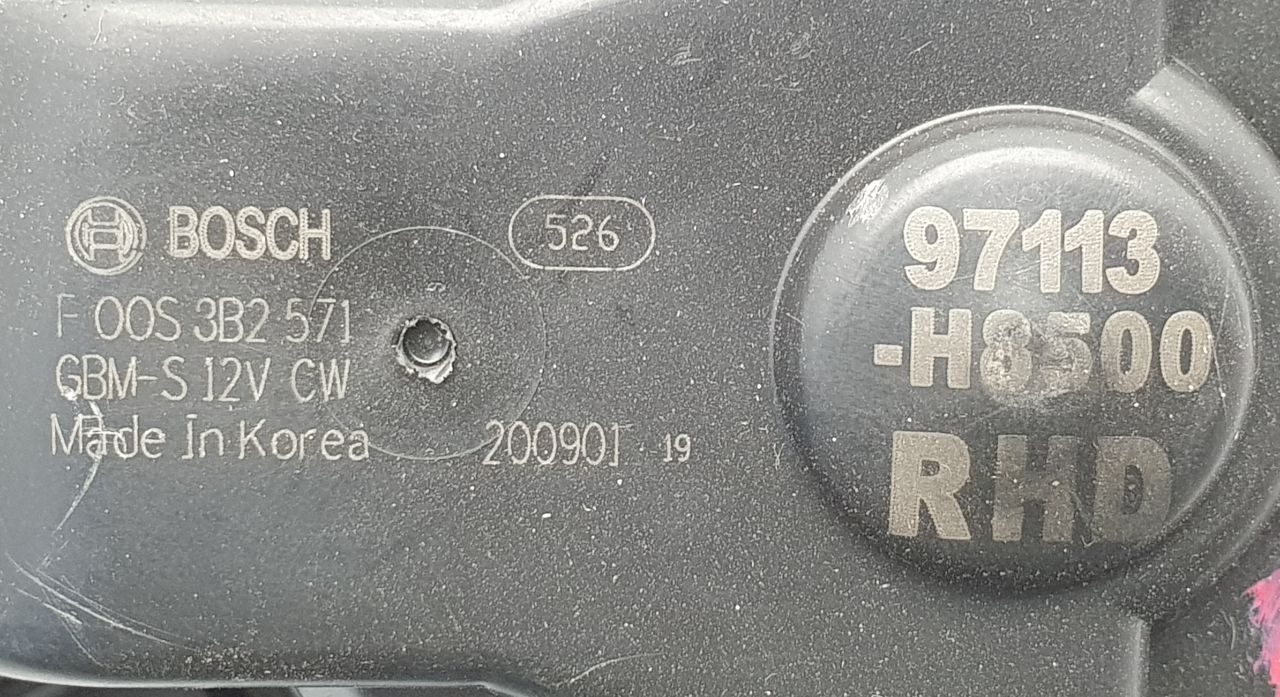 BOSCH 526
F 00S 3B2 571
GBM-S 12V CW
Made In Korea 200901 19
97113
-H8500
RHD